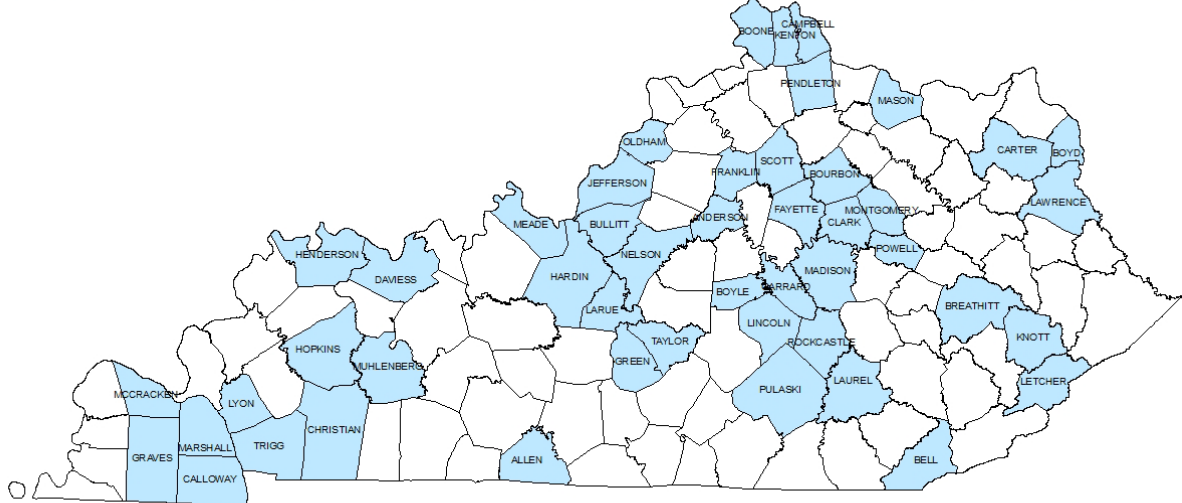 CAMPBELL
BOONE
KENTON
PENDLETON
MASON
OLDHAM
CARTER
BOYD
SCOTT
FRANKLIN
BOURBON
JEFFERSON
LAWRENCE
MEADE
BULLITT
ANDERSON
FAYETTE
MONTGOMERY
CLARK
HENDERSON
NELSON
POWELL
DAVIESS
HARDIN
MADISON
BOYLE
GARRARD
BREATHITT
LARUE
LINCOLN
HOPKINS
TAYLOR
ROCKCASTLE
KNOTT
GREEN
MUHLENBERG
LAUREL
LETCHER
MCCRACKEN
PULASKI
LYON
CHRISTIAN
MARSHALL
TRIGG
GRAVES
ALLEN
BELL
CALLOWAY